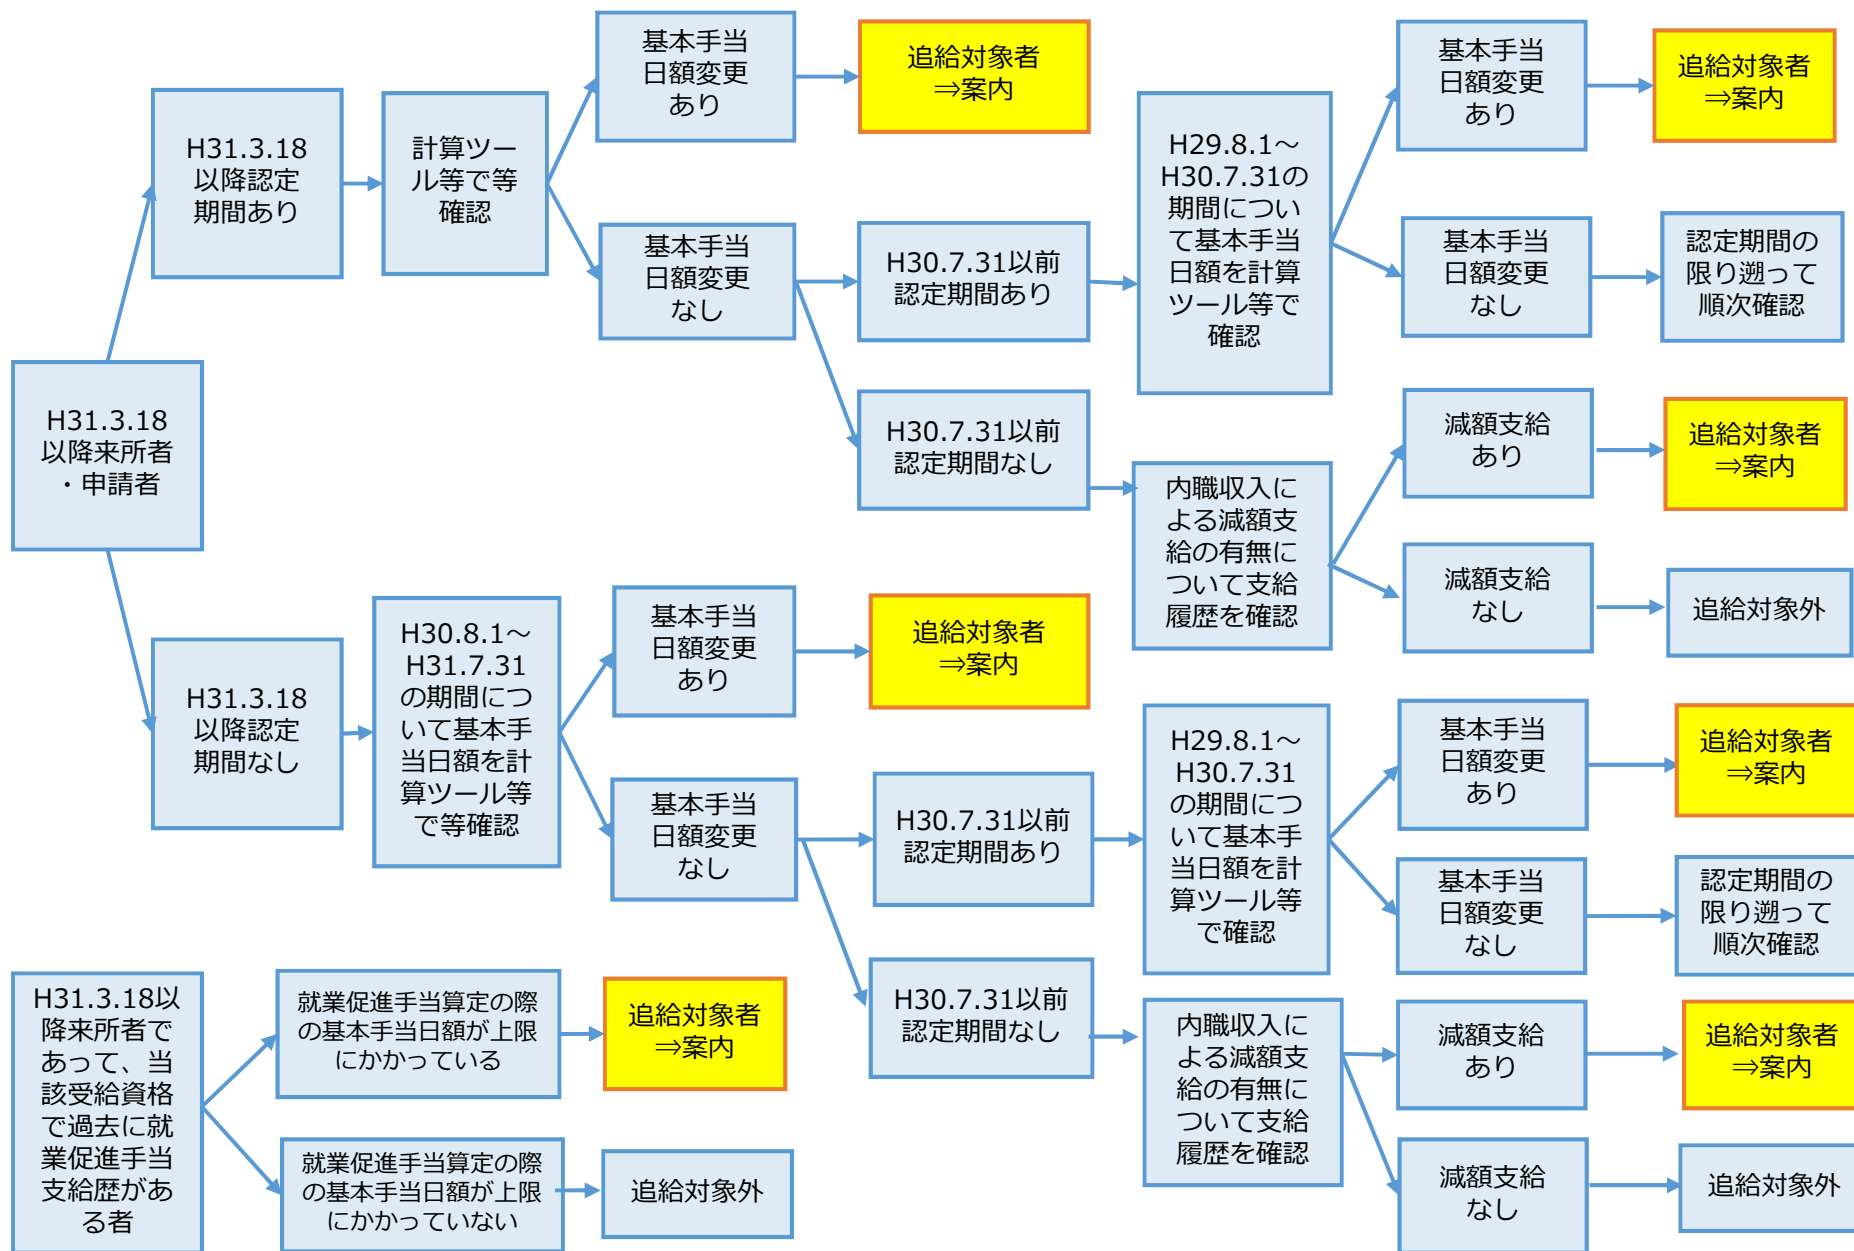 H31.3.18
以降来所者
・申請者
H31.3.18
以降認定
期間あり
計算ツー
ル等で等
確認
基本手当
日額変更
あり
追給対象者
⇒案内
基本手当
日額変更
なし
H30.7.31以前
認定期間あり
H29.8.1～
H30.7.31の
期間につい
て基本手当
日額を計算
ツール等で
確認
基本手当
日額変更
あり
追給対象者
⇒案内
基本手当
日額変更
なし
認定期間の
限り遡って
順次確認
H30.7.31以前
認定期間なし
内職収入に
よる減額支
給の有無に
ついて支給
履歴を確認
減額支給
あり
追給対象者
⇒案内
減額支給
なし
追給対象外
H31.3.18
以降認定
期間なし
H30.8.1～
H31.7.31
の期間につ
いて基本手
当日額を計
算ツール等
で等確認
基本手当
日額変更
あり
追給対象者
⇒案内
基本手当
日額変更
なし
H30.7.31以前
認定期間あり
H29.8.1～
H30.7.31
の期間につ
いて基本手
当日額を計
算ツール等
で確認
基本手当
日額変更
あり
追給対象者
⇒案内
基本手当
日額変更
なし
認定期間の
限り遡って
順次確認
H30.7.31以前
認定期間なし
内職収入に
よる減額支
給の有無に
ついて支給
履歴を確認
減額支給
あり
追給対象者
⇒案内
減額支給
なし
追給対象外
H31.3.18以
降来所者で
あって、当
該受給資格
で過去に就
業促進手当
支給歴があ
る者
就業促進手当算定の際
の基本手当日額が上限
にかかっている
追給対象者
⇒案内
就業促進手当算定の際
の基本手当日額が上限
にかかっていない
追給対象外